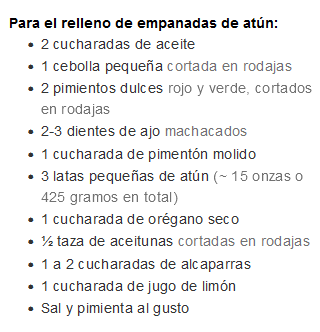 Para el relleno de empanadas de atún:
• 2 cucharadas de aceite
• 1 cebolla pequeña cortada en rodajas
• 2 pimientos dulces rojo y verde, cortados
en rodajas
• 2-3 dientes de ajo machacados
• 1 cucharada de pimentón molido
• 3 latas pequeñas de atún (~ 15 onzas o
425 gramos en total)
• 1 cucharada de orégano seco
• ½ taza de aceitunas cortadas en rodajas
• 1 a 2 cucharadas de alcaparras
• 1 cucharada de jugo de limón
• Sal y pimienta al gusto